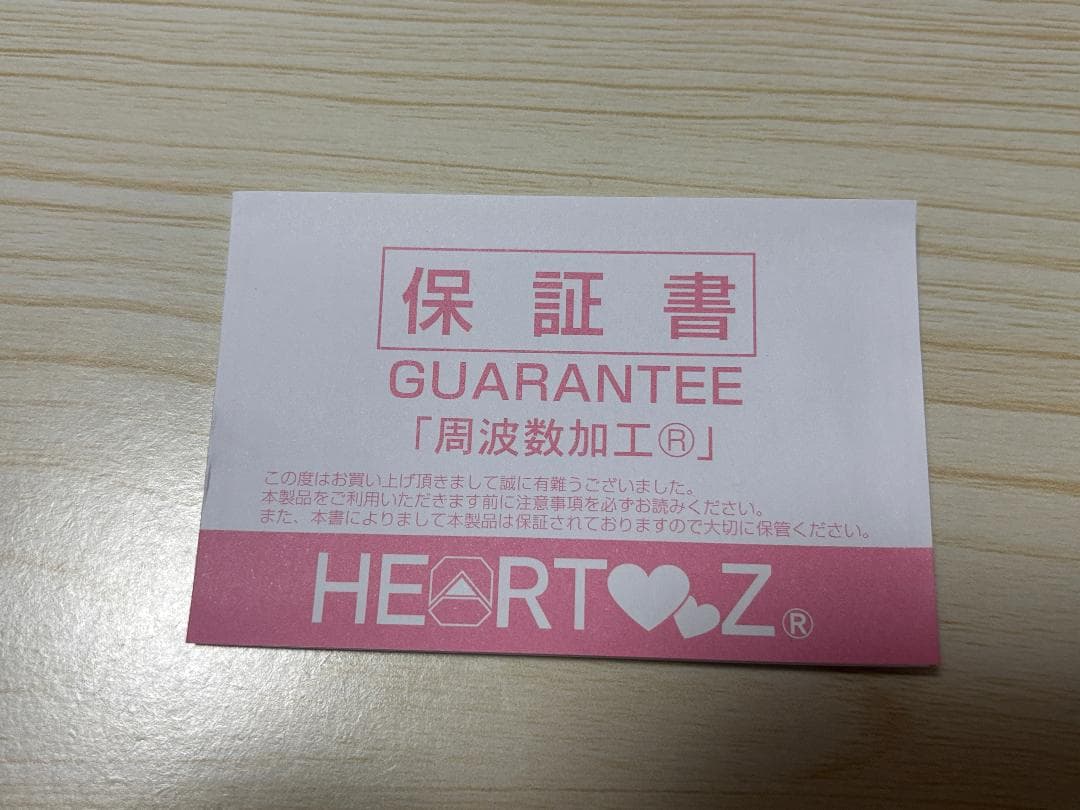 保証書
GUARANTEE
「周波数加工®」
この度はお買い上げ頂きまして誠に有難うございました。
本製品をご利用いただきます前に注意事項を必ずお読みください。
また、本書によりまして本製品は保証されておりますので大切に保管ください。
HEART Z®